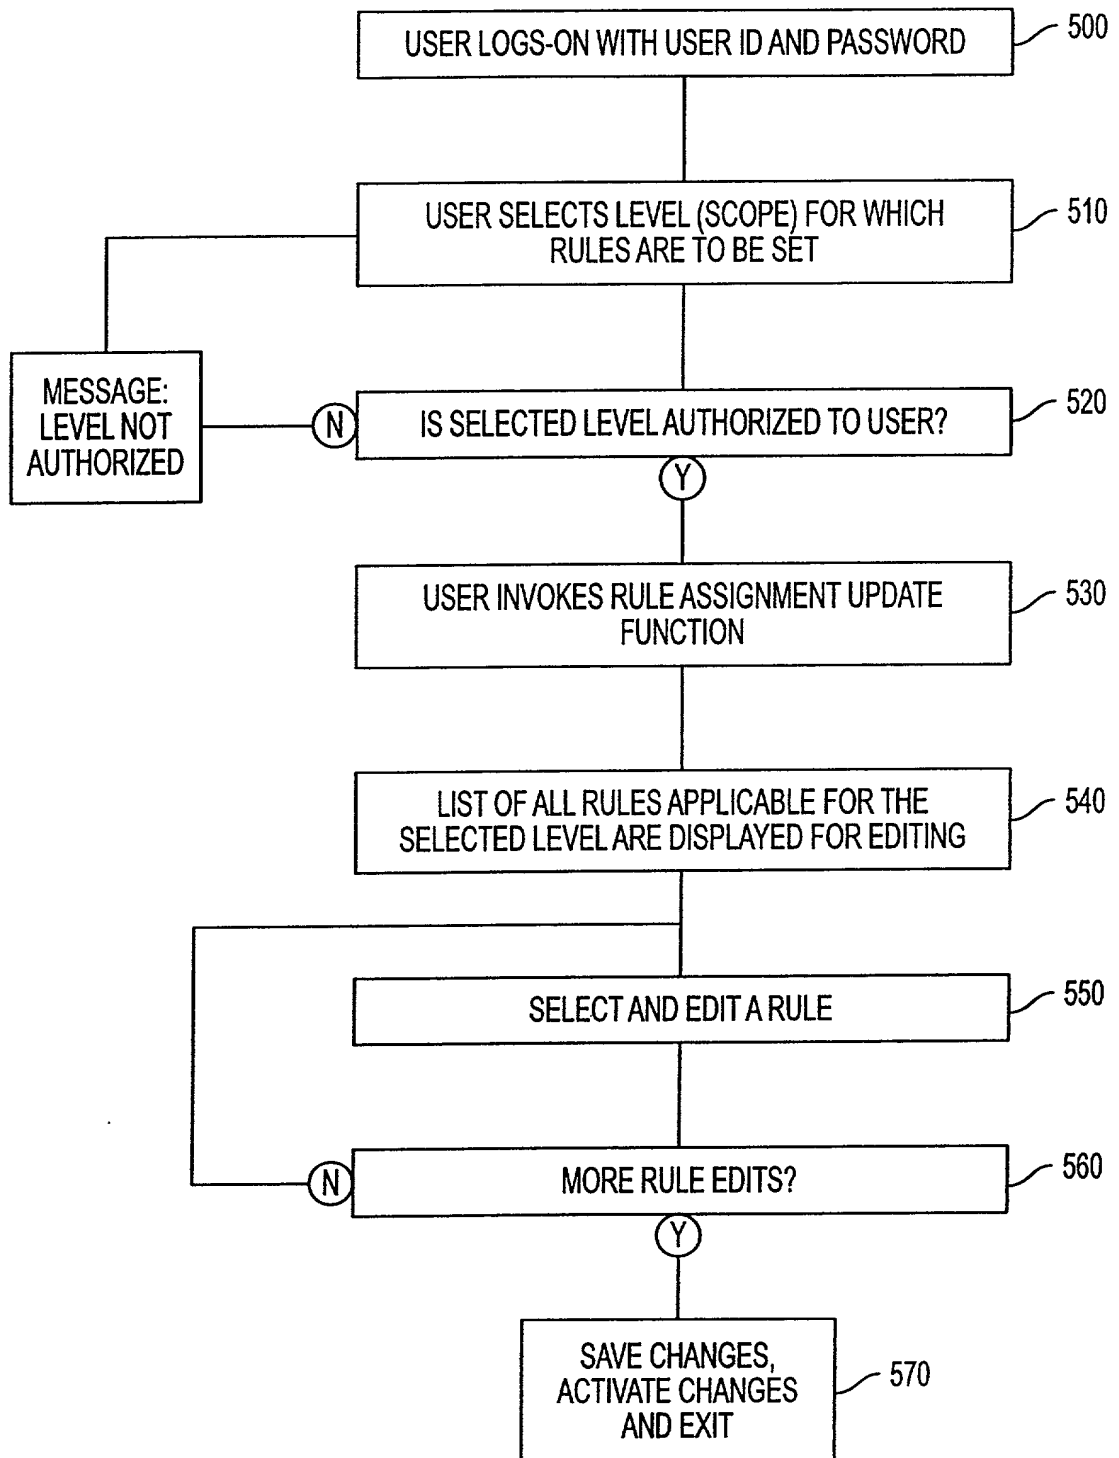 USER LOGS-ON WITH USER ID AND PASSWORD
500
USER SELECTS LEVEL (SCOPE) FOR WHICH
RULES ARE TO BE SET
510
MESSAGE:
LEVEL NOT
AUTHORIZED
N
IS SELECTED LEVEL AUTHORIZED TO USER?
520
Y
USER INVOKES RULE ASSIGNMENT UPDATE
FUNCTION
530
LIST OF ALL RULES APPLICABLE FOR THE
SELECTED LEVEL ARE DISPLAYED FOR EDITING
540
SELECT AND EDIT A RULE
550
N
MORE RULE EDITS?
560
Y
SAVE CHANGES,
ACTIVATE CHANGES
AND EXIT
570